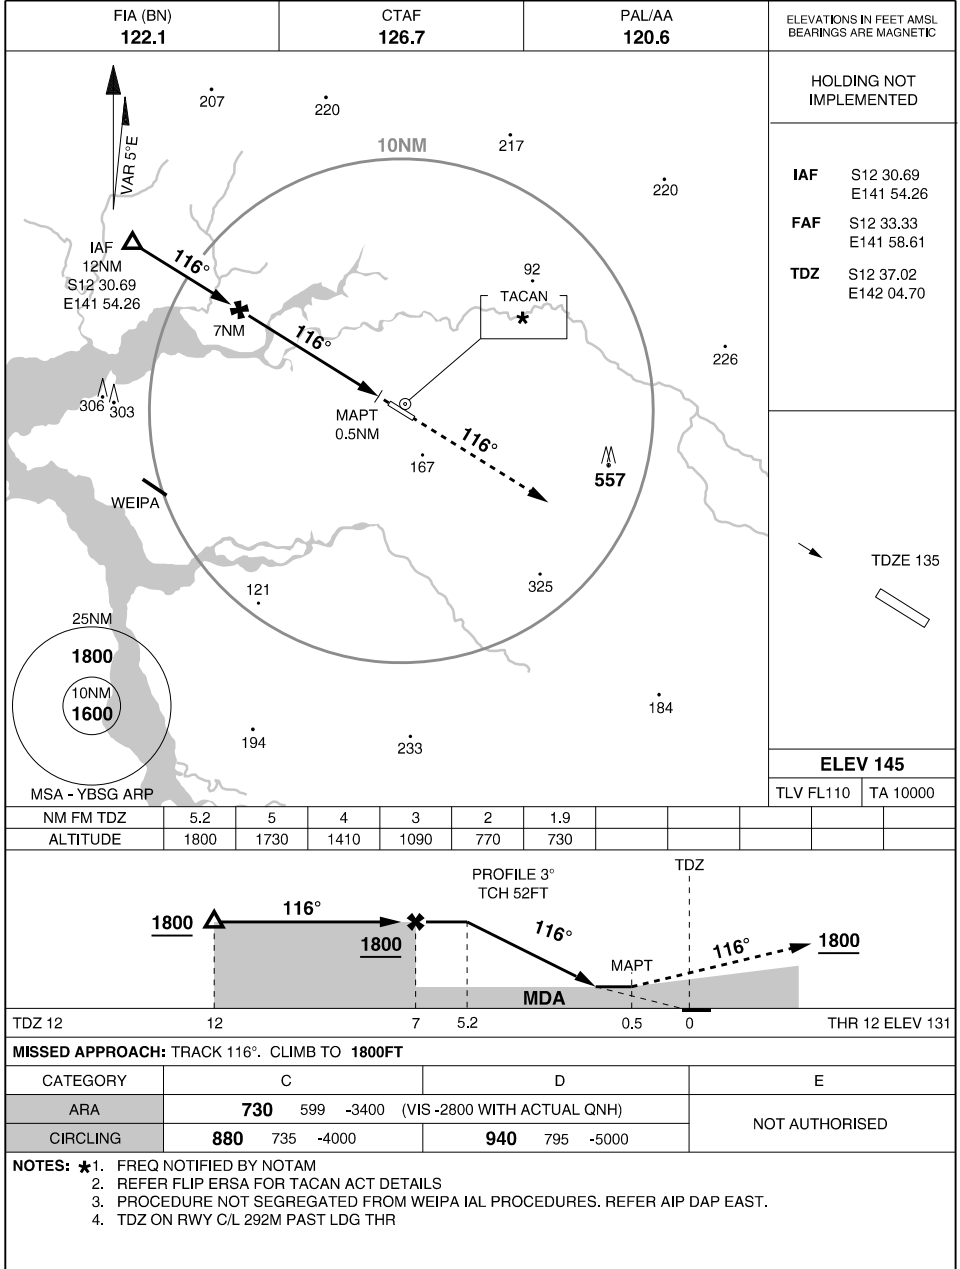 FIA (BN) CTAF PAL/AA
122.1 126.7 120.6
ELEVATIONS IN FEET AMSL
BEARINGS ARE MAGNETIC
HOLDING NOT
IMPLEMENTED
IAF S12 30.69
E141 54.26
FAF S12 33.33
E141 58.61
TDZ S12 37.02
E142 04.70
207
220
217
220
10NM
VAR 5°E
IAF
12NM
S12 30.69
E141 54.26
116°
7NM
116°
92
TACAN
*
226
306 303
MAPT
0.5NM
116°
167
557
WEIPA
121
325
TDZE 135
25NM
1800
10NM
1600
MSA - YBSG ARP
194
233
184
ELEV 145
TLV FL110 TA 10000
NM FM TDZ 5.2 5 4 3 2 1.9
ALTITUDE 1800 1730 1410 1090 770 730
PROFILE 3°
TCH 52FT
TDZ
1800 116° 1800 116° MAPT 116° 1800
MDA
TDZ 12 12 7 5.2 0.5 0 THR 12 ELEV 131
MISSED APPROACH: TRACK 116°. CLIMB TO 1800FT
CATEGORY C D E
ARA 730 599 -3400 (VIS -2800 WITH ACTUAL QNH)
NOT AUTHORISED
CIRCLING 880 735 -4000 940 795 -5000
NOTES: *1. FREQ NOTIFIED BY NOTAM
2. REFER FLIP ERSA FOR TACAN ACT DETAILS
3. PROCEDURE NOT SEGREGATED FROM WEIPA IAL PROCEDURES. REFER AIP DAP EAST.
4. TDZ ON RWY C/L 292M PAST LDG THR